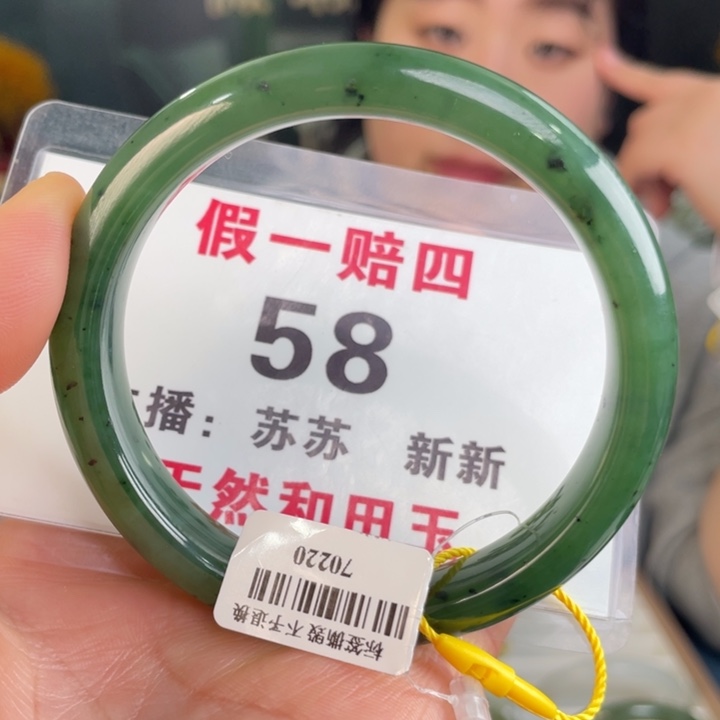 假一赔四
58
播：苏苏 新新
天然和田玉
70220
标签撕毁 不予退换